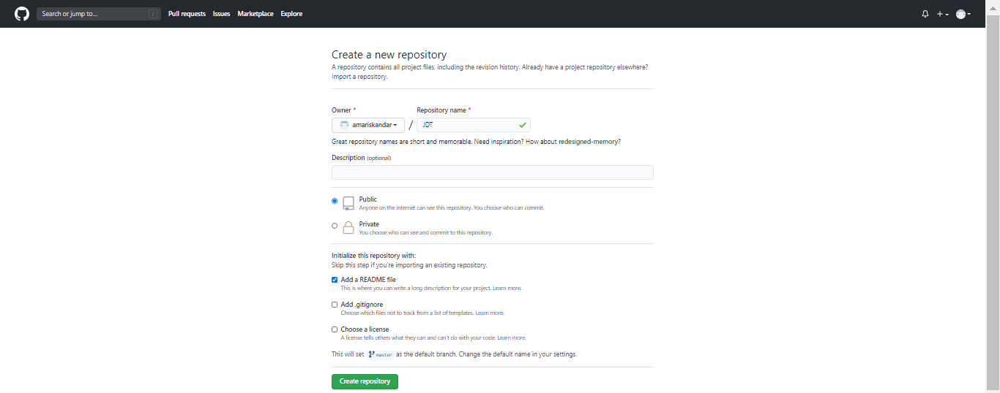 Search or jump to... / Pull requests Issues Marketplace Explore
Create a new repository
A repository contains all project files, including the revision history. Already have a project repository elsewhere?
Import a repository.
Owner * Repository name *
amariskandar / JDT
Great repository names are short and memorable. Need inspiration? How about redesigned-memory?
Description (optional)
Public
Anyone on the internet can see this repository. You choose who can commit.
Private
You choose who can see and commit to this repository.
Initialize this repository with:
Skip this step if you're importing an existing repository.
Add a README file
This is where you can write a long description for your project. Learn more.
Add .gitignore
Choose which files not to track from a list of templates. Learn more.
Choose a license
A license tells others what they can and can't do with your code. Learn more.
This will set master as the default branch. Change the default name in your settings.
Create repository